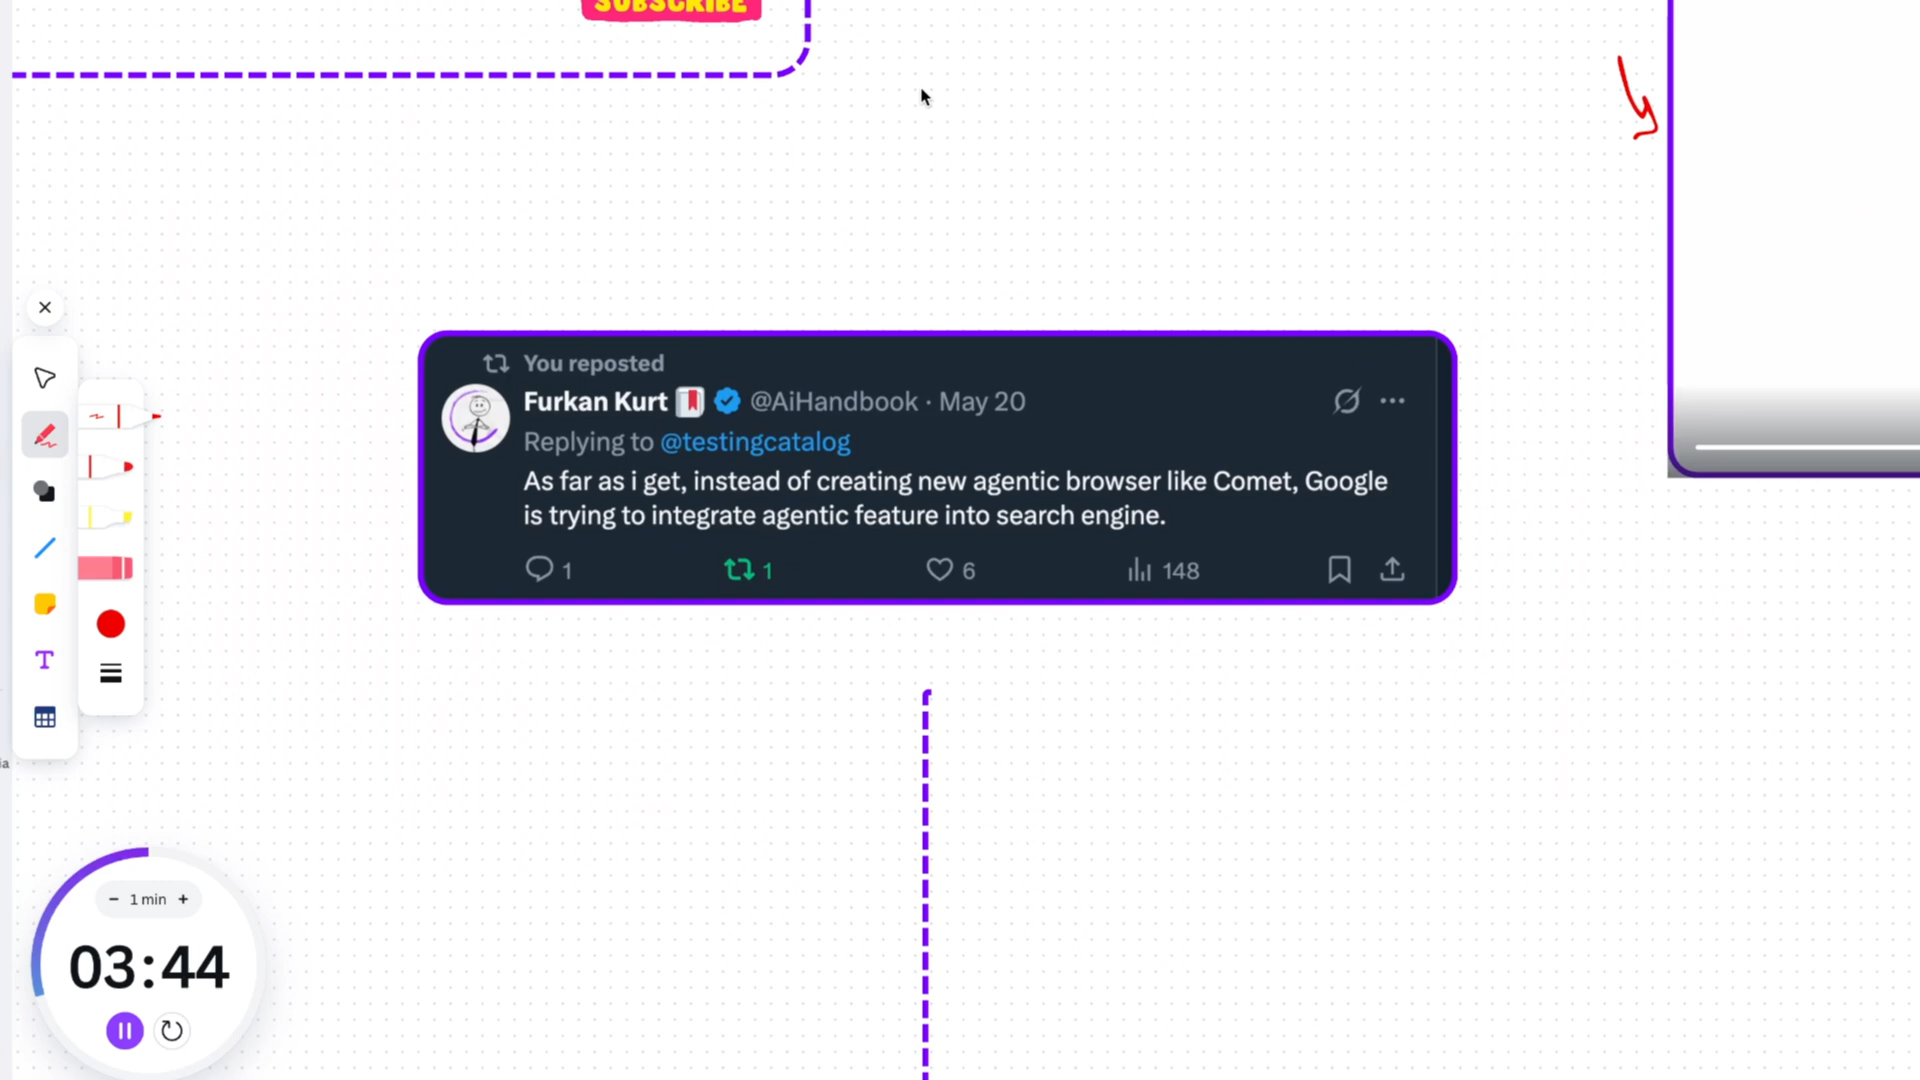 SUBSCRIBE
You reposted
Furkan Kurt @AiHandbook · May 20
Replying to @testingcatalog
As far as i get, instead of creating new agentic browser like Comet, Google
is trying to integrate agentic feature into search engine.
1 1 6 148
T
ia
− 1 min +
03:44